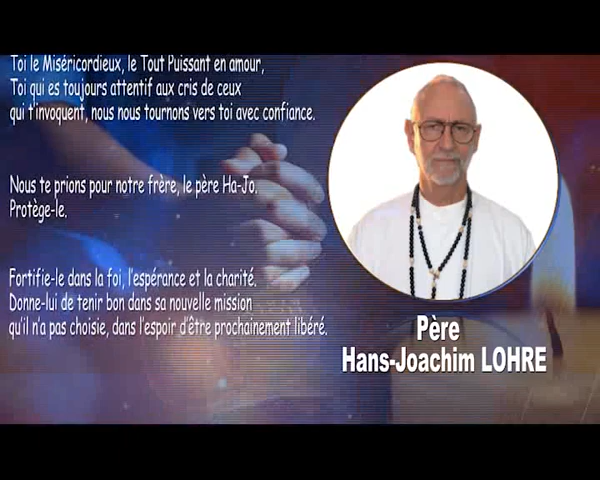 Toi le Miséricordieux, le Tout Puissant en amour,
Toi qui es toujours attentif aux cris de ceux
qui t'invoquent, nous nous tournons vers toi avec confiance.
Nous te prions pour notre frère, le père Ha-Jo.
Protège-le.
Fortifie-le dans la foi, l'espérance et la charité.
Donne-lui de tenir bon dans sa nouvelle mission
qu'il n'a pas choisie, dans l'espoir d'être prochainement libéré.
Père
Hans-Joachim LOHRE